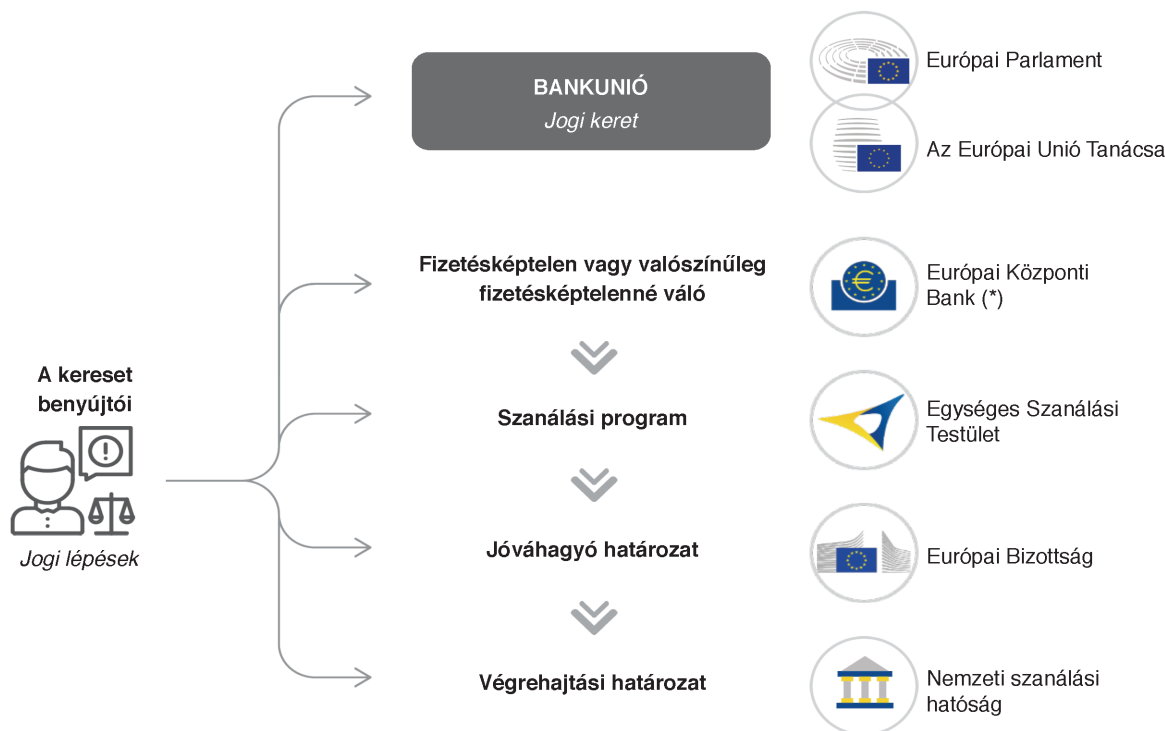 BANKUNIÓ
Jogi keret
Európai Parlament
Az Európai Unió Tanácsa
Fizetésképtelen vagy valószínűleg
fizetésképtelenné váló
Európai Központi
Bank (*)
A kereset
benyújtói
Jogi lépések
Szanálási program
Egységes Szanálási
Testület
Jóváhagyó határozat
Európai Bizottság
Végrehajtási határozat
Nemzeti szanálási
hatóság